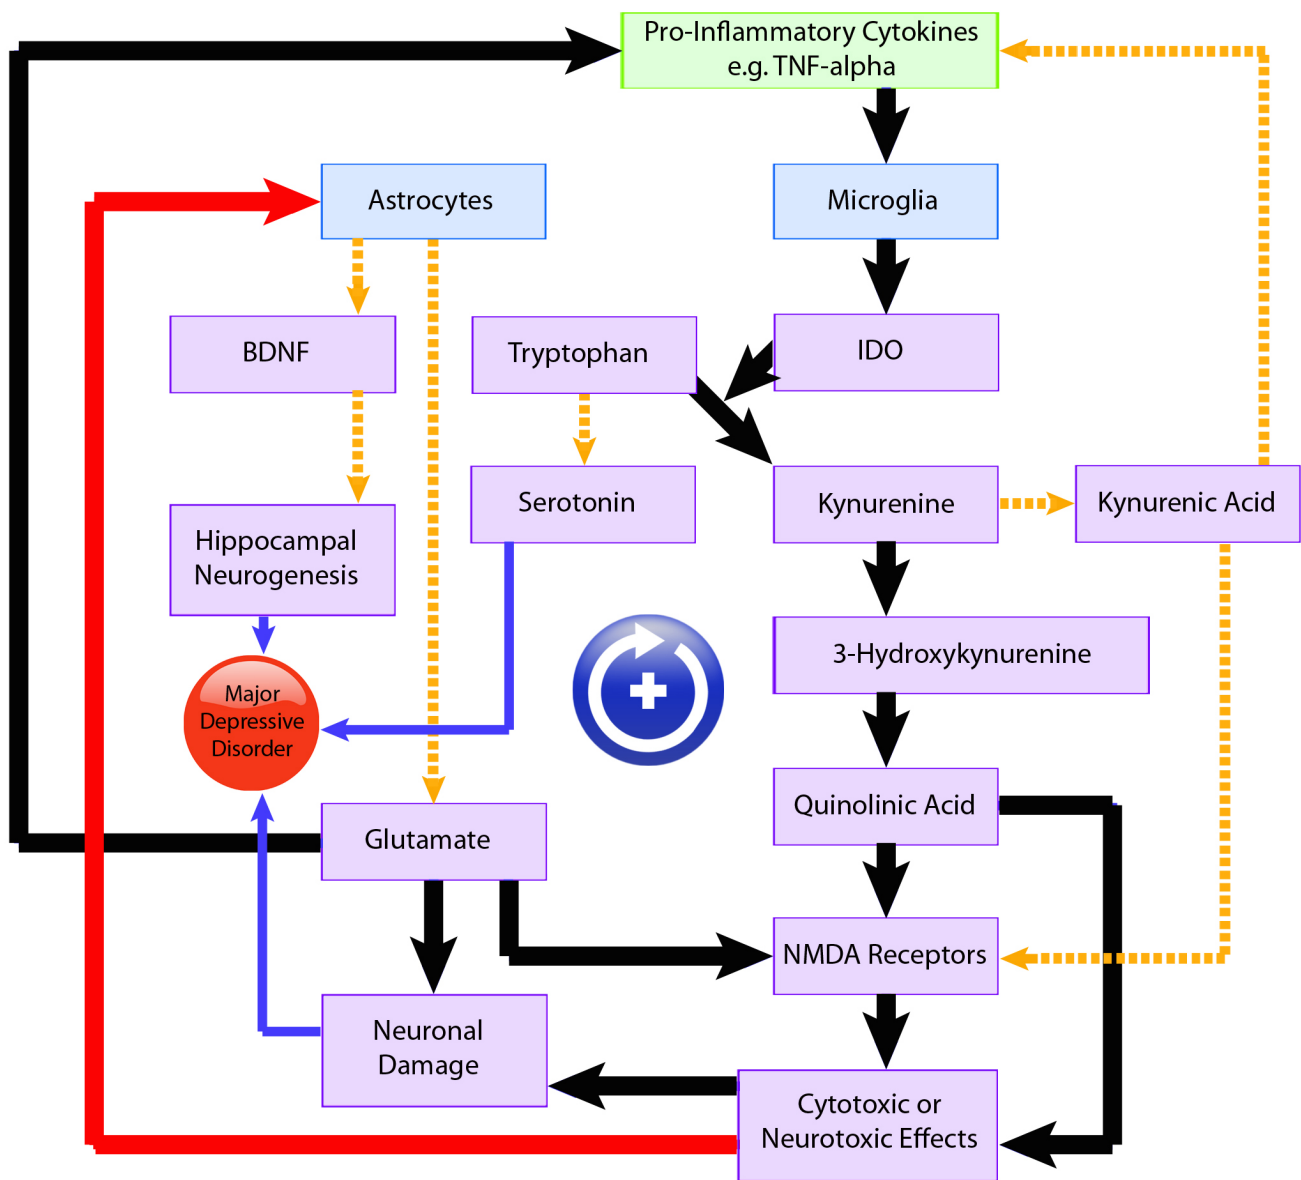 Pro-Inflammatory Cytokines
e.g. TNF-alpha
Astrocytes
Microglia
BDNF
Tryptophan
IDO
Serotonin
Kynurenine
Kynurenic Acid
Hippocampal
Neurogenesis
3-Hydroxykynurenine
Major
Depressive
Disorder
Quinolinic Acid
Glutamate
NMDA Receptors
Neuronal
Damage
Cytotoxic or
Neurotoxic Effects